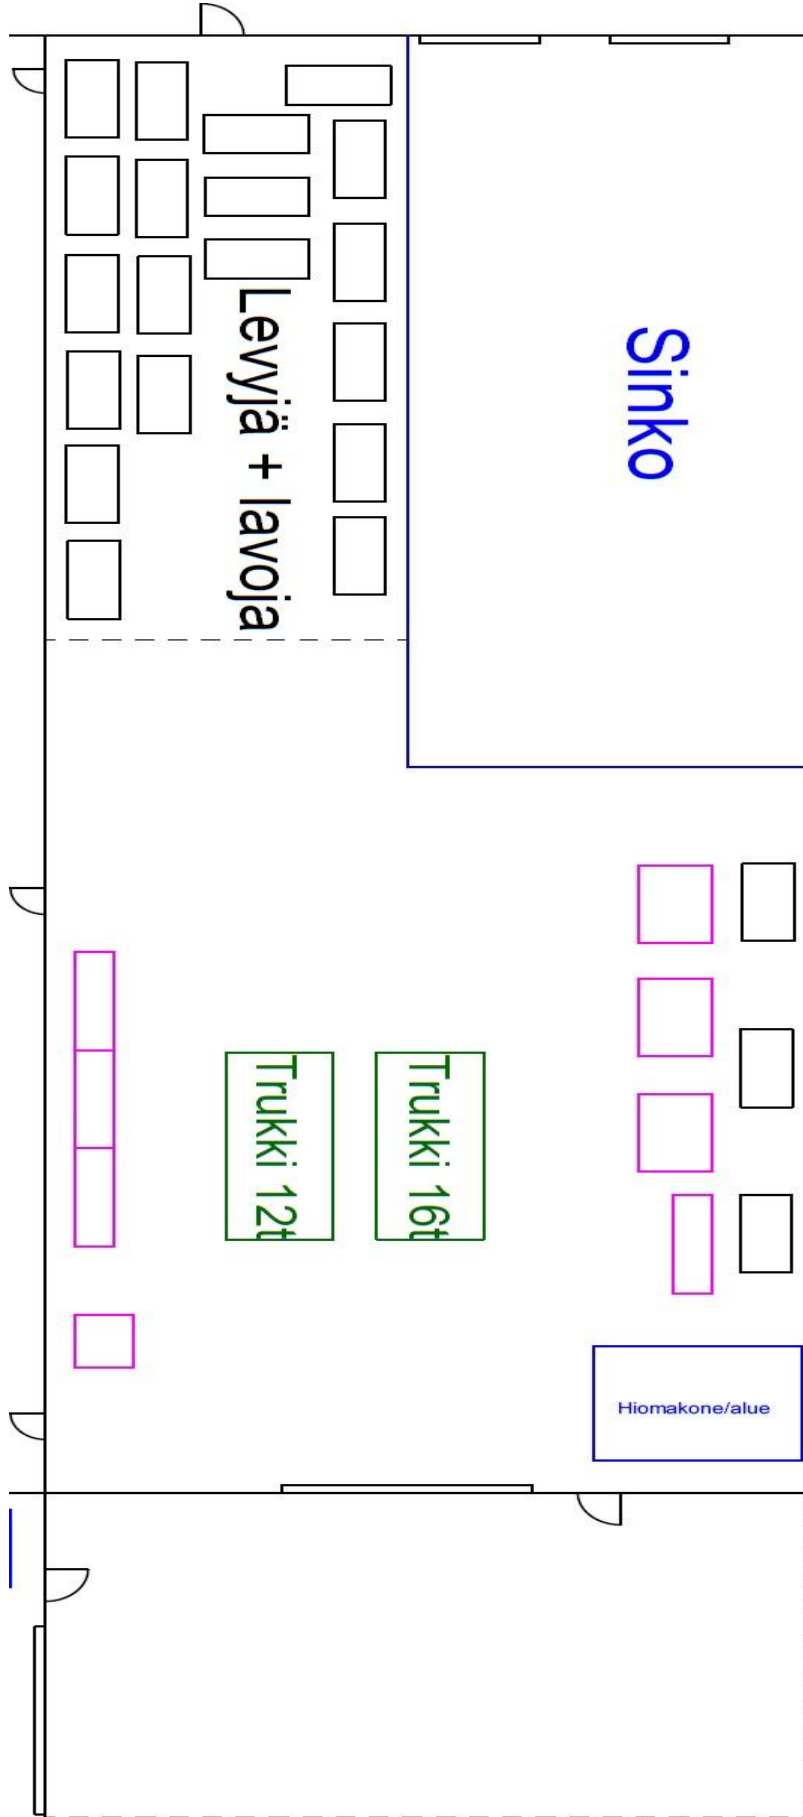 Levyjä + lavoja
Sinko
Trukki 12t
Trukki 16t
Hiomakone/alue